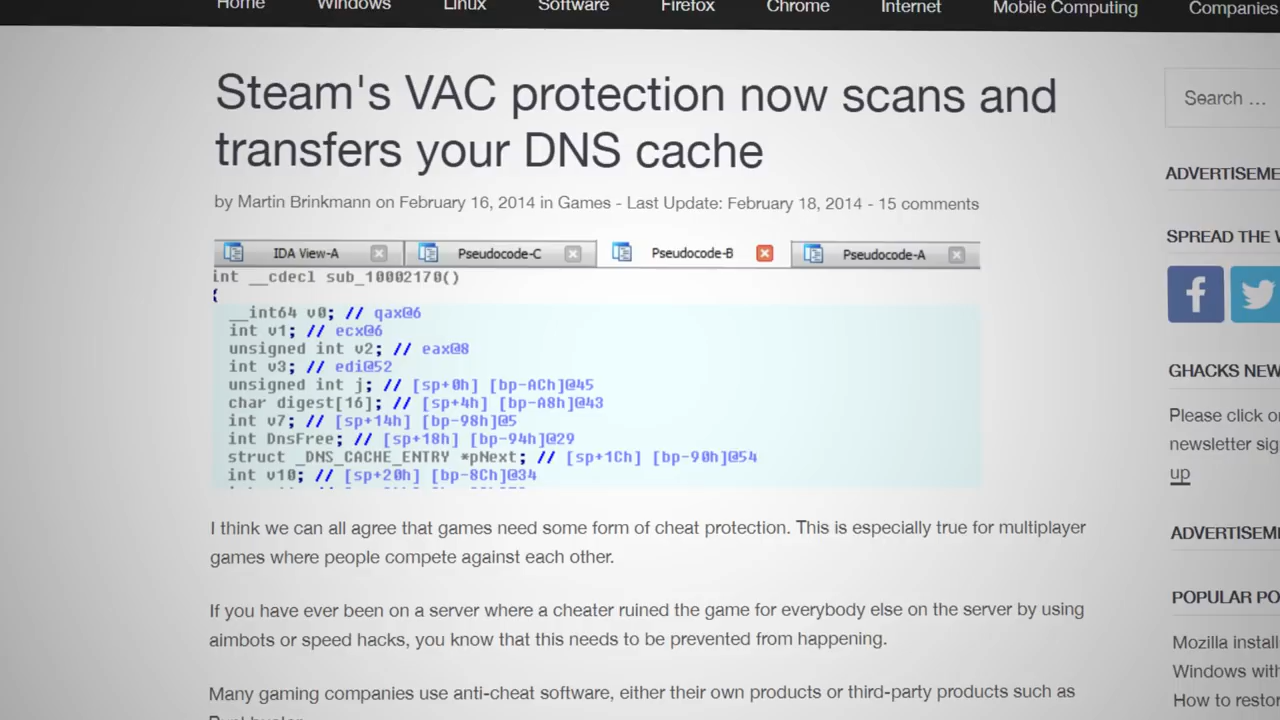 Home Windows Linux Software Firefox Chrome Internet Mobile Computing Companies
Steam's VAC protection now scans and
transfers your DNS cache
by Martin Brinkmann on February 16, 2014 in Games - Last Update: February 18, 2014 - 15 comments
IDA View-A Pseudocode-C Pseudocode-B Pseudocode-A
int __cdecl sub_10002170()
{
__int64 v0; // qax@6
int v1; // ecx@6
unsigned int v2; // eax@8
int v3; // edi@52
unsigned int j; // [sp+0h] [bp-ACh]@45
char digest[16]; // [sp+4h] [bp-A8h]@43
int v7; // [sp+14h] [bp-98h]@5
int DnsFree; // [sp+18h] [bp-94h]@29
struct _DNS_CACHE_ENTRY *pNext; // [sp+1Ch] [bp-90h]@54
int v10; // [sp+20h] [bp-8Ch]@34
I think we can all agree that games need some form of cheat protection. This is especially true for multiplayer
games where people compete against each other.
If you have ever been on a server where a cheater ruined the game for everybody else on the server by using
aimbots or speed hacks, you know that this needs to be prevented from happening.
Many gaming companies use anti-cheat software, either their own products or third-party products such as
Search ...
ADVERTISEME
SPREAD THE W
GHACKS NEW
Please click o
newsletter sig
up
ADVERTISEME
POPULAR PO
Mozilla install
Windows with
How to restor